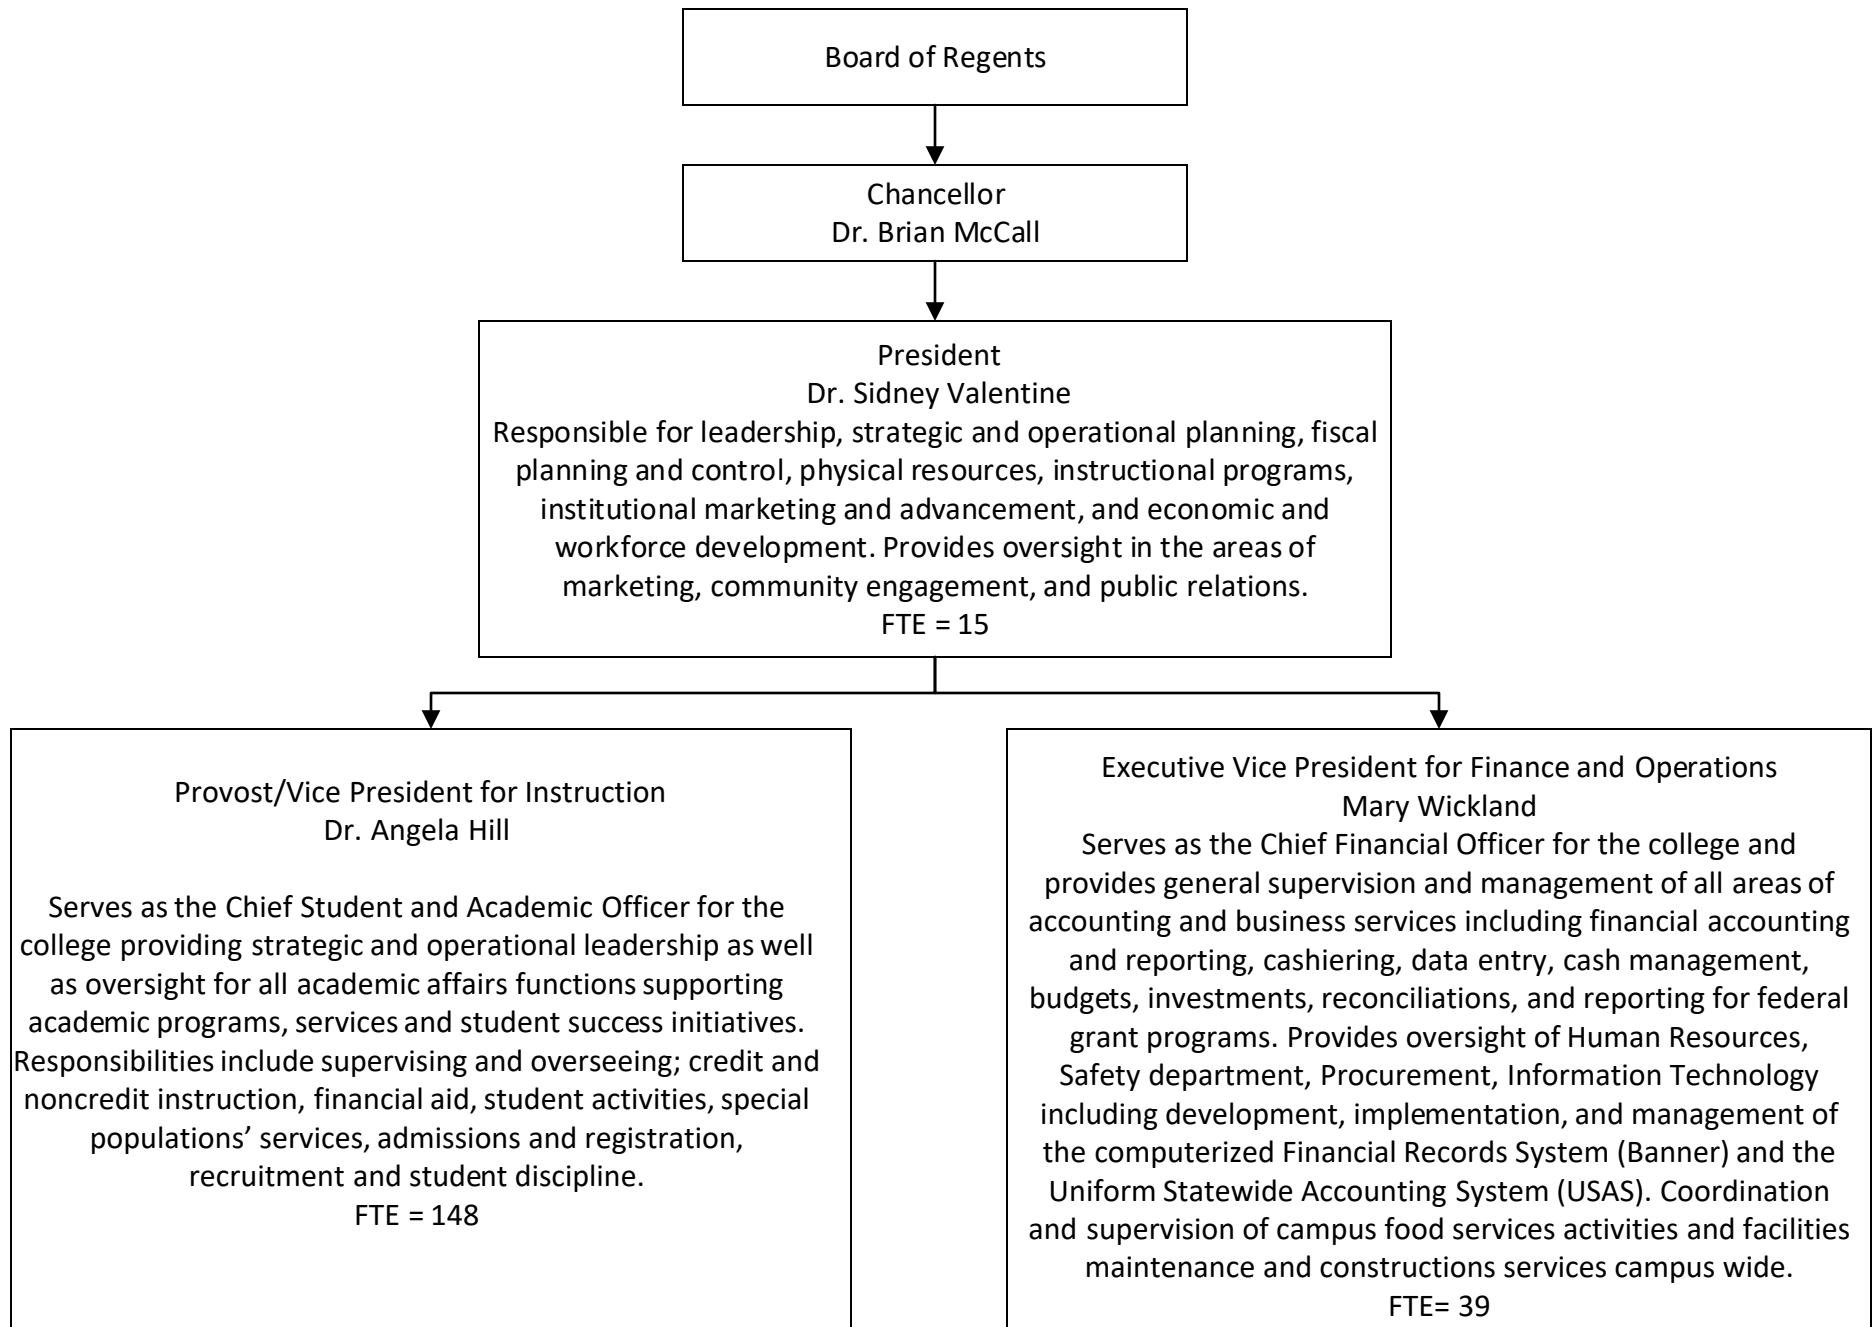 Board of Regents
Chancellor
Dr. Brian McCall
President
Dr. Sidney Valentine
Responsible for leadership, strategic and operational planning, fiscal
planning and control, physical resources, instructional programs,
institutional marketing and advancement, and economic and
workforce development. Provides oversight in the areas of
marketing, community engagement, and public relations.
FTE = 15
Provost/Vice President for Instruction
Dr. Angela Hill
Serves as the Chief Student and Academic Officer for the
college providing strategic and operational leadership as well
as oversight for all academic affairs functions supporting
academic programs, services and student success initiatives.
Responsibilities include supervising and overseeing; credit and
noncredit instruction, financial aid, student activities, special
populations’ services, admissions and registration,
recruitment and student discipline.
FTE = 148
Executive Vice President for Finance and Operations
Mary Wickland
Serves as the Chief Financial Officer for the college and
provides general supervision and management of all areas of
accounting and business services including financial accounting
and reporting, cashiering, data entry, cash management,
budgets, investments, reconciliations, and reporting for federal
grant programs. Provides oversight of Human Resources,
Safety department, Procurement, Information Technology
including development, implementation, and management of
the computerized Financial Records System (Banner) and the
Uniform Statewide Accounting System (USAS). Coordination
and supervision of campus food services activities and facilities
maintenance and constructions services campus wide.
FTE= 39